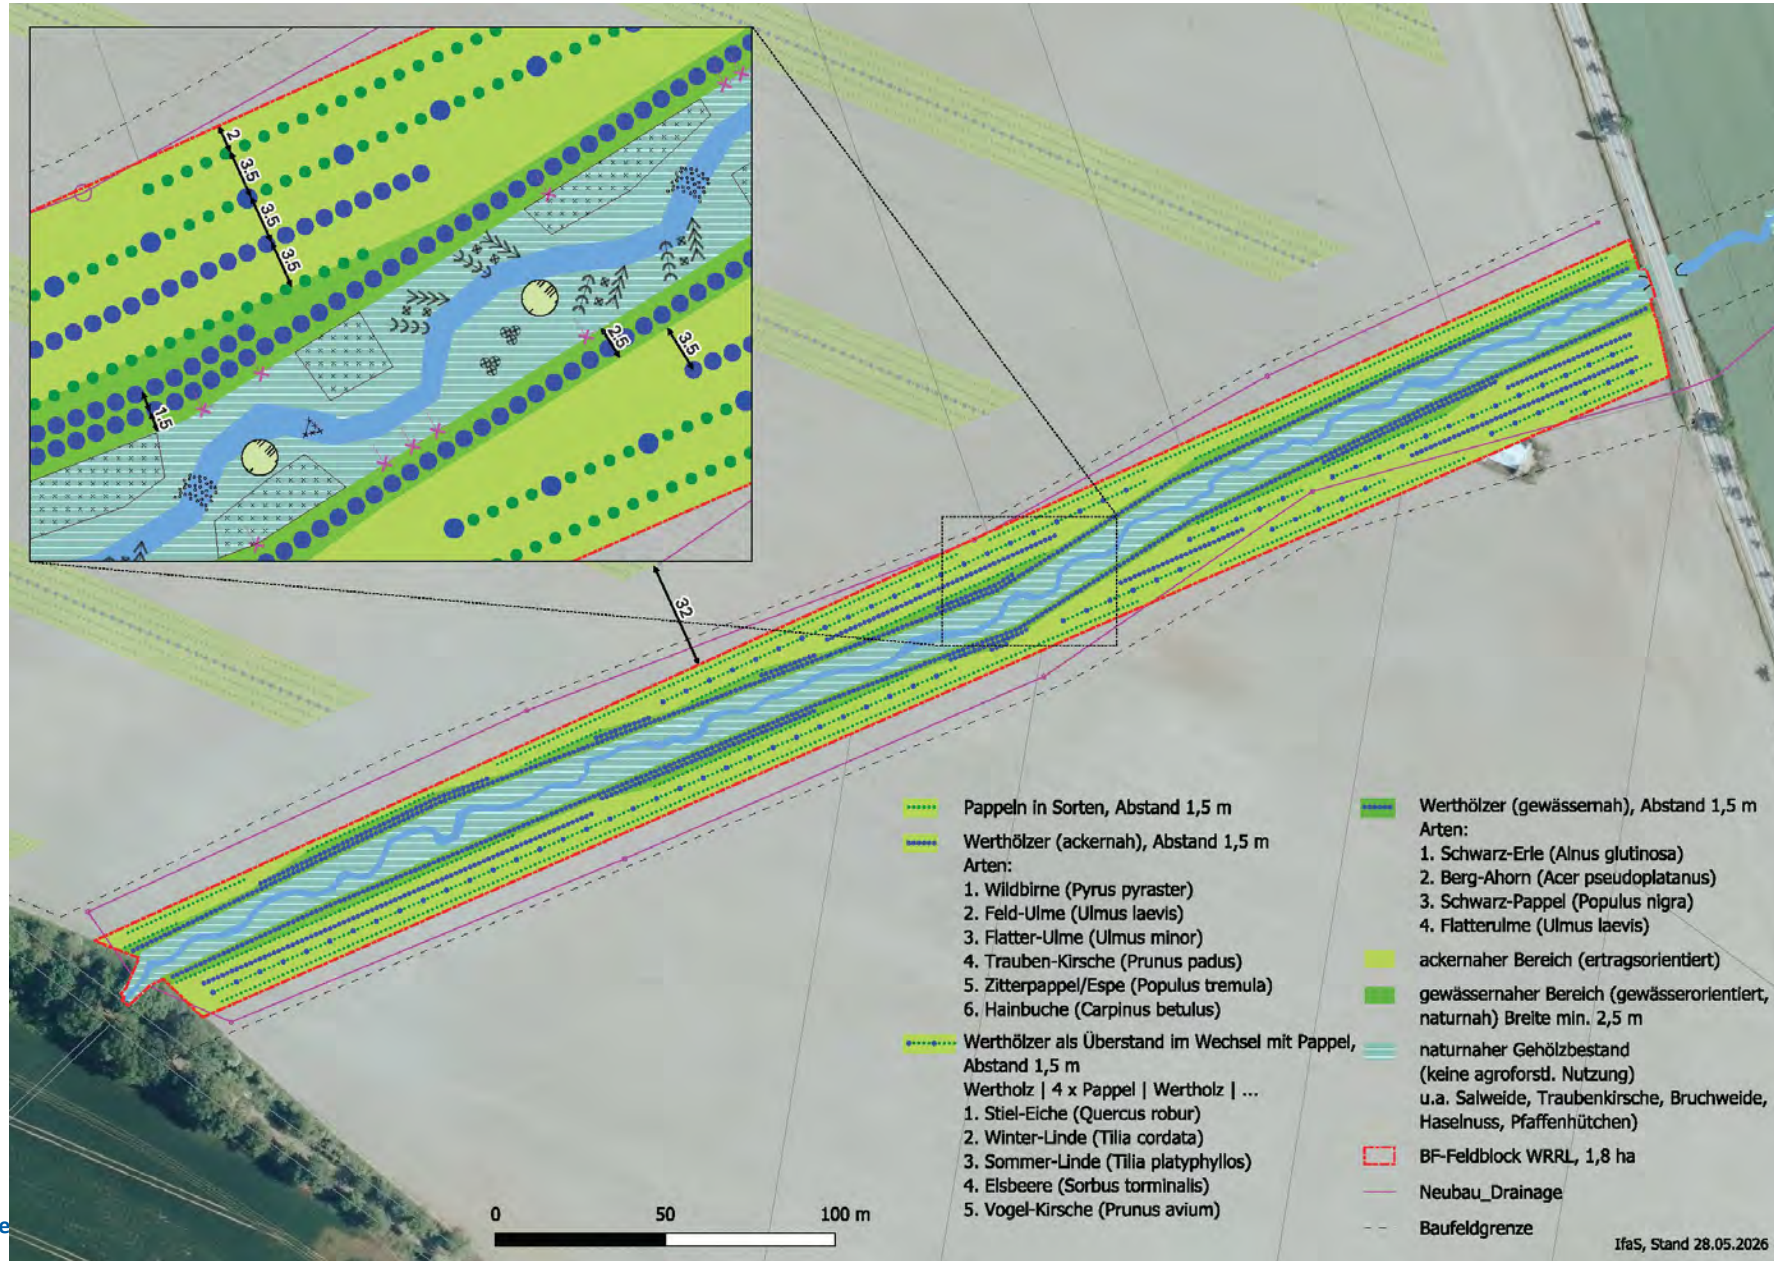 2
3.5
3.5
3.5
1.5
2.5
3.5
32
Pappeln in Sorten, Abstand 1,5 m
Werthölzer (ackernah), Abstand 1,5 m
Arten:
1. Wildbirne (Pyrus pyraster)
2. Feld-Ulme (Ulmus laevis)
3. Flatter-Ulme (Ulmus minor)
4. Trauben-Kirsche (Prunus padus)
5. Zitterpappel/Espe (Populus tremula)
6. Hainbuche (Carpinus betulus)
Werthölzer als Überstand im Wechsel mit Pappel,
Abstand 1,5 m
Wertholz | 4 x Pappel | Wertholz | ...
1. Stiel-Eiche (Quercus robur)
2. Winter-Linde (Tilia cordata)
3. Sommer-Linde (Tilia platyphyllos)
4. Elsbeere (Sorbus torminalis)
5. Vogel-Kirsche (Prunus avium)
Werthölzer (gewässernah), Abstand 1,5 m
Arten:
1. Schwarz-Erle (Alnus glutinosa)
2. Berg-Ahorn (Acer pseudoplatanus)
3. Schwarz-Pappel (Populus nigra)
4. Flatterulme (Ulmus laevis)
ackernaher Bereich (ertragsorientiert)
gewässernaher Bereich (gewässerorientiert,
naturnah) Breite min. 2,5 m
naturnaher Gehölzbestand
(keine agroforstl. Nutzung)
u.a. Salweide, Traubenkirsche, Bruchweide,
Haselnuss, Pfaffenhütchen)
BF-Feldblock WRRL, 1,8 ha
Neubau_Drainage
Baufeldgrenze
0 50 100 m
e
IfaS, Stand 28.05.2026